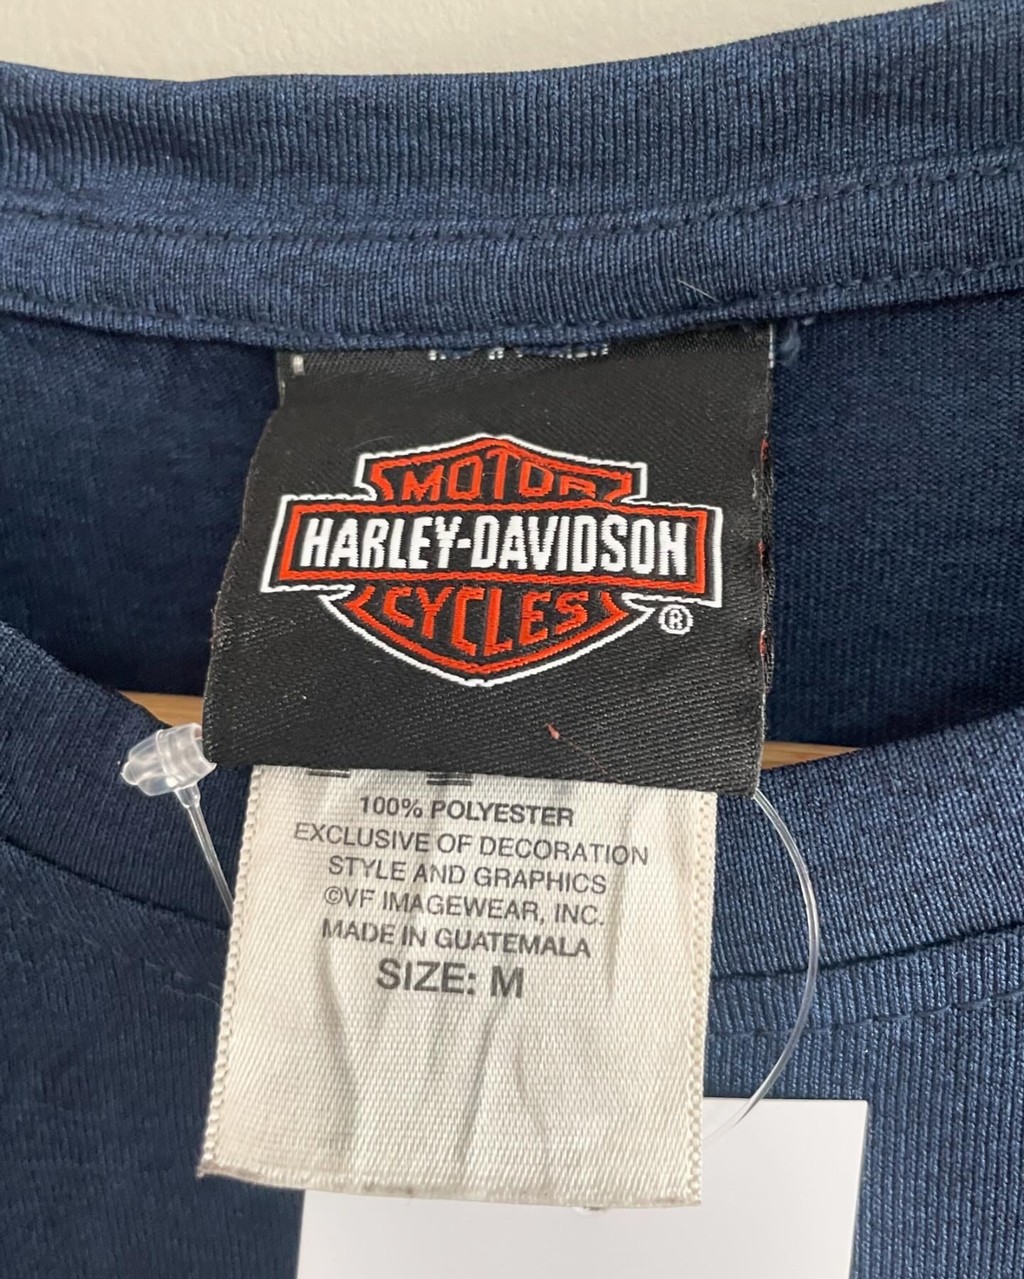 MOTOR
HARLEY-DAVIDSON
CYCLES
®
100% POLYESTER
EXCLUSIVE OF DECORATION
STYLE AND GRAPHICS
©VF IMAGEWEAR, INC.
MADE IN GUATEMALA
SIZE: M